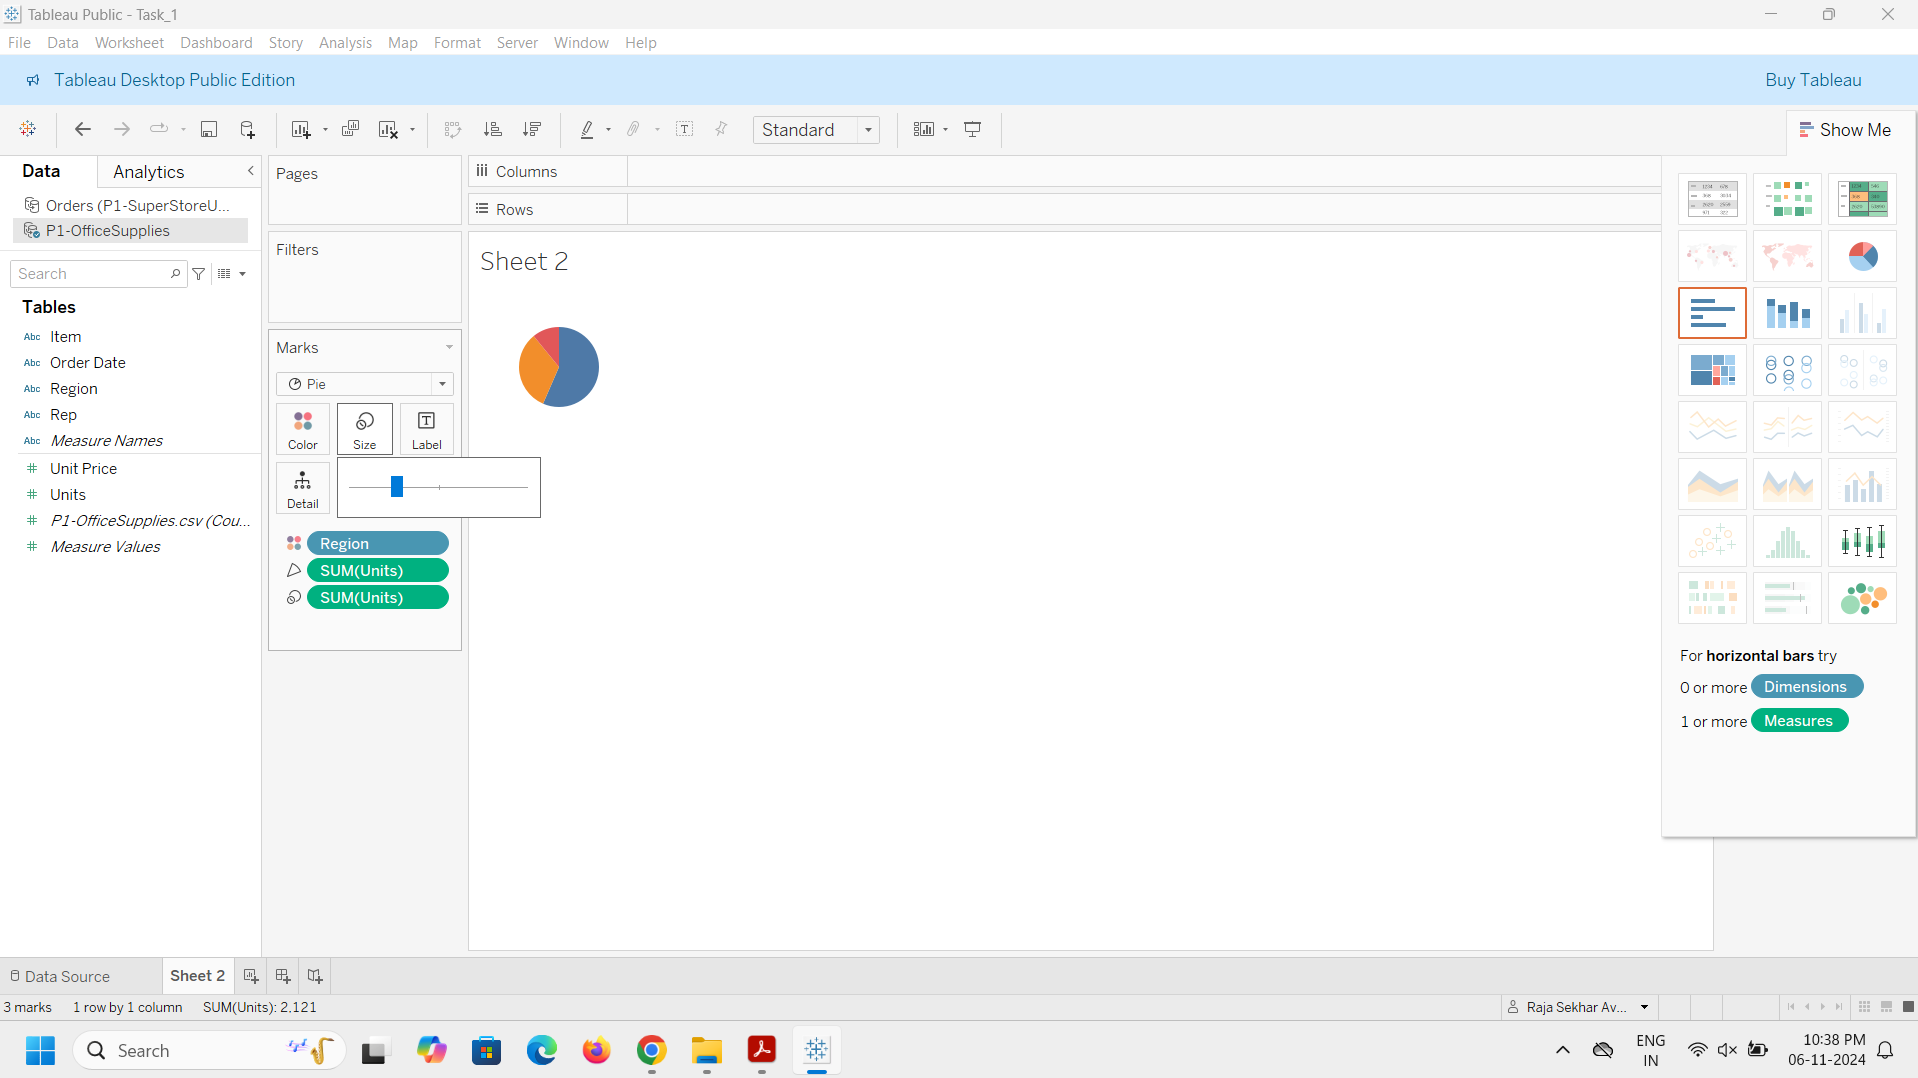 Tableau Public - Task_1
File Data Worksheet Dashboard Story Analysis Map Format Server Window Help
Tableau Desktop Public Edition
Buy Tableau
Standard
Show Me
Data
Analytics
Orders (P1-SuperStoreU...
P1-OfficeSupplies
Search
Tables
Abc Item
Abc Order Date
Abc Region
Abc Rep
Abc Measure Names
Unit Price
Units
P1-OfficeSupplies.csv (Cou...
Measure Values
Pages
Filters
Marks
Pie
Color
Size
Label
Detail
Region
SUM(Units)
SUM(Units)
Columns
Rows
Sheet 2
For horizontal bars try
0 or more Dimensions
1 or more Measures
Data Source
Sheet 2
3 marks 1 row by 1 column SUM(Units): 2,121
Raja Sekhar Av...
Search
ENG
IN
10:38 PM
06-11-2024